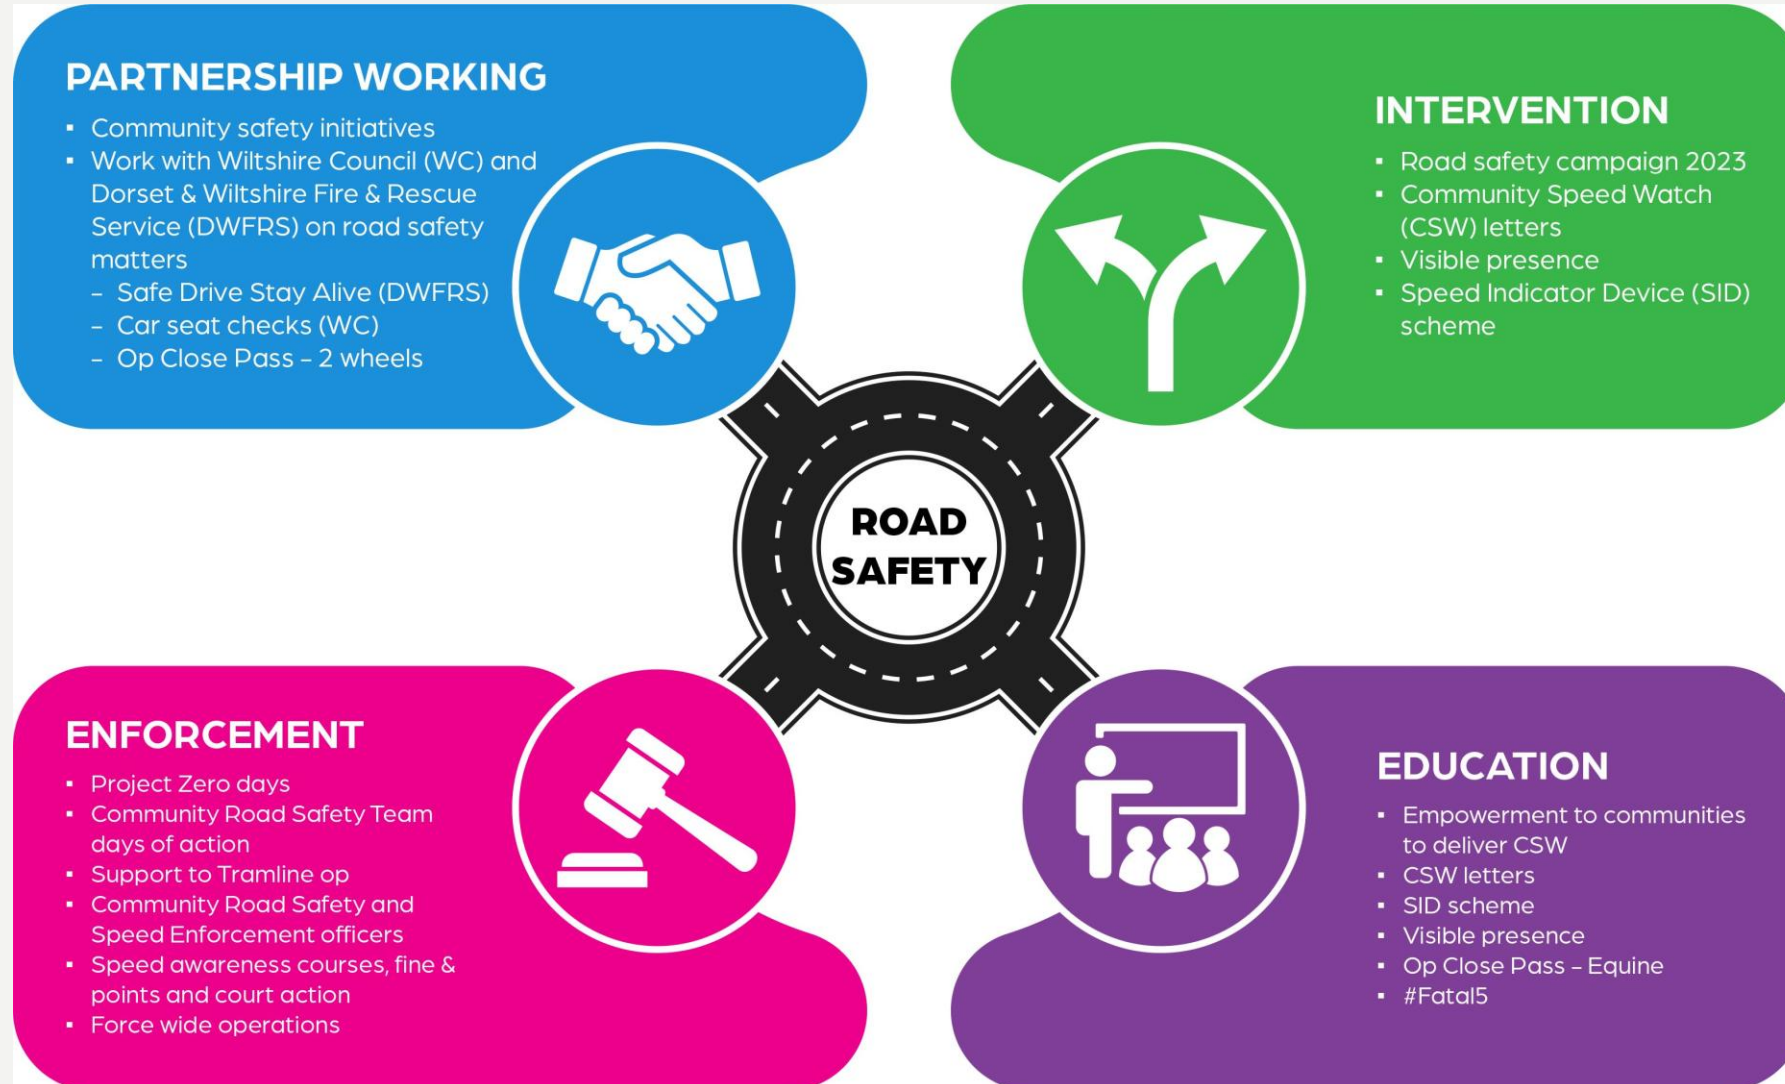 PARTNERSHIP WORKING
▪ Community safety initiatives
▪ Work with Wiltshire Council (WC) and
Dorset & Wiltshire Fire & Rescue
Service (DWFRS) on road safety
matters
– Safe Drive Stay Alive (DWFRS)
– Car seat checks (WC)
– Op Close Pass – 2 wheels
INTERVENTION
▪ Road safety campaign 2023
▪ Community Speed Watch
(CSW) letters
▪ Visible presence
▪ Speed Indicator Device (SID)
scheme
ROAD
SAFETY
ENFORCEMENT
▪ Project Zero days
▪ Community Road Safety Team
days of action
▪ Support to Tramline op
▪ Community Road Safety and
Speed Enforcement officers
▪ Speed awareness courses, fine &
points and court action
▪ Force wide operations
EDUCATION
▪ Empowerment to communities
to deliver CSW
▪ CSW letters
▪ SID scheme
▪ Visible presence
▪ Op Close Pass – Equine
▪ #Fatal5